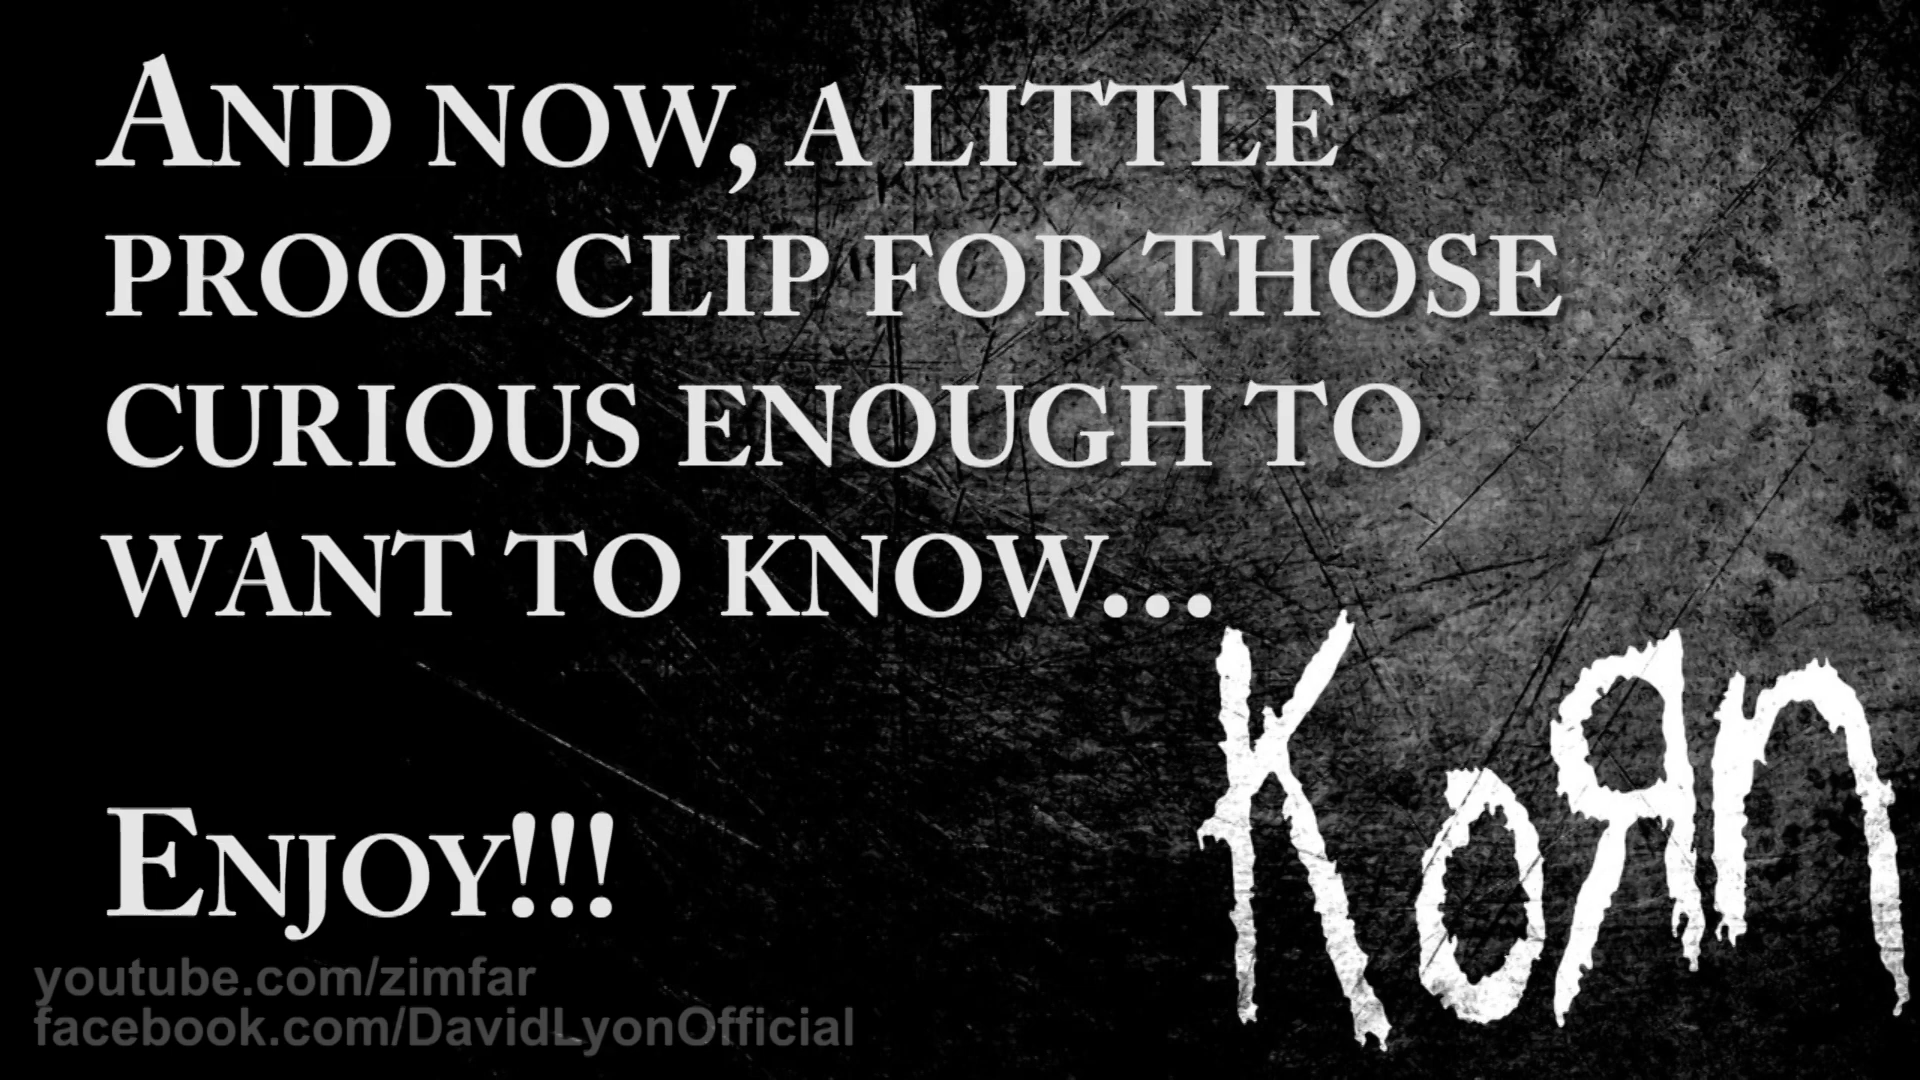 And now, a little
proof clip for those
curious enough to
want to know...
Enjoy!!!
KoЯn
youtube.com/zimfar
facebook.com/DavidLyonOfficial